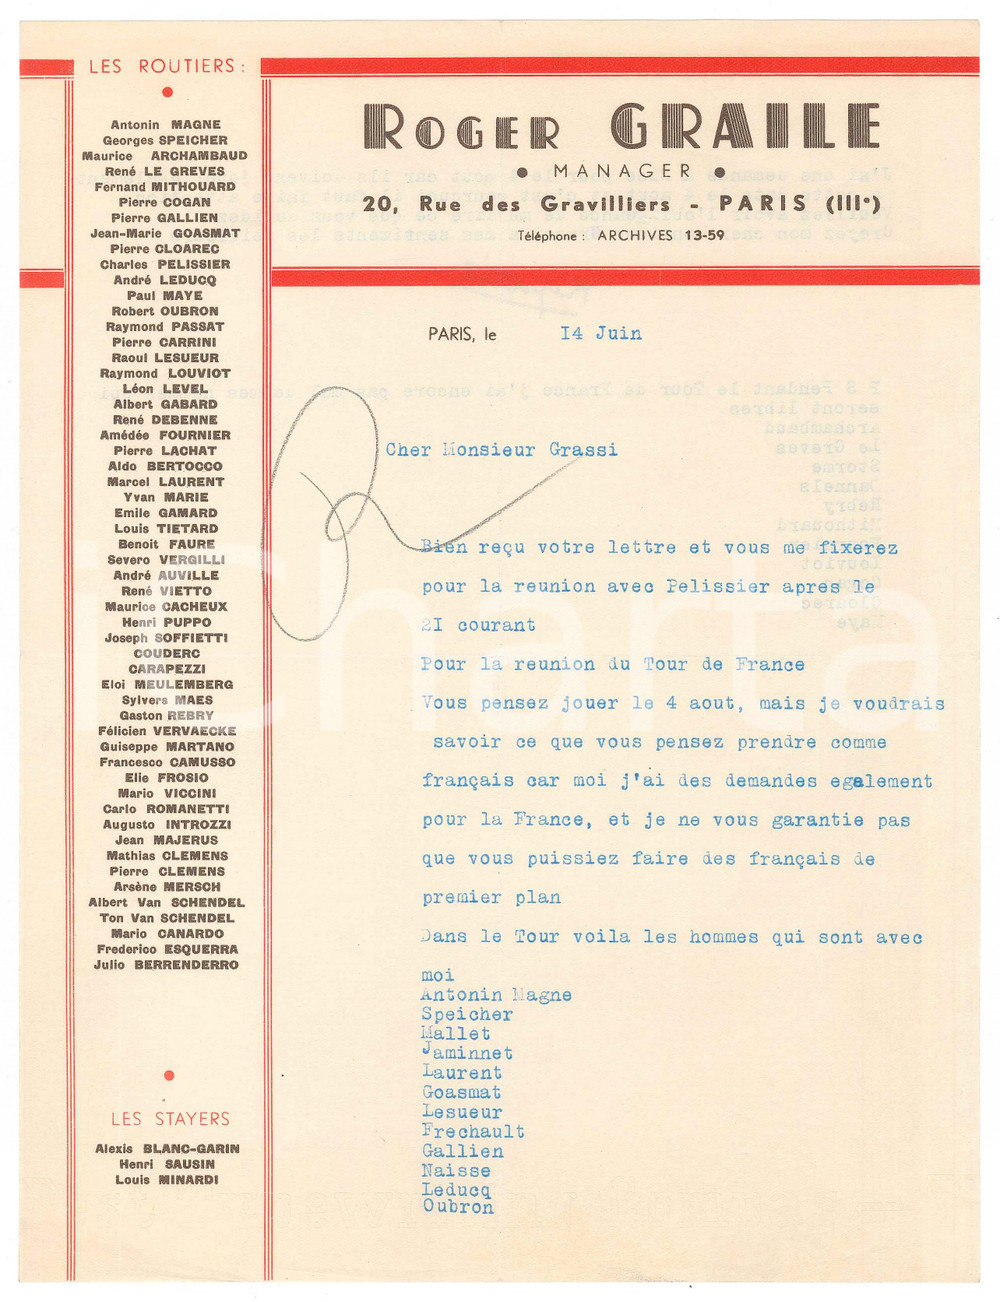 LES ROUTIERS :
Antonin MAGNE
Georges SPEICHER
Maurice ARCHAMBAUD
René LE GREVES
Fernand MITHOUARD
Pierre COGAN
Pierre GALLIEN
Jean-Marie GOASMAT
Pierre CLOAREC
Charles PELISSIER
André LEDUCQ
Paul MAYE
Robert OUBRON
Raymond PASSAT
Pierre CARRINI
Raoul LESUEUR
Raymond LOUVIOT
Léon LEVEL
Albert GABARD
René DEBENNE
Amédée FOURNIER
Pierre LACHAT
Aldo BERTOCCO
Marcel LAURENT
Yvan MARIE
Emile GAMARD
Louis TIETARD
Benoit FAURE
Severo VERGILLI
André AUVILLE
René VIETTO
Maurice CACHEUX
Henri PUPPO
Joseph SOFFIETTI
COUDERC
CARAPEZZI
Eloi MEULEMBERG
Sylvers MAES
Gaston REBRY
Félicien VERVAECKE
Guiseppe MARTANO
Francesco CAMUSSO
Elie FROSIO
Mario VICCINI
Carlo ROMANETTI
Augusto INTROZZI
Jean MAJERUS
Mathias CLEMENS
Pierre CLEMENS
Arsène MERSCH
Albert Van SCHENDEL
Ton Van SCHENDEL
Mario CANARDO
Frederico ESQUERRA
Julio BERRENDERRO
LES STAYERS
Alexis BLANC-GARIN
Henri SAUSIN
Louis MINARDI
ROGER GRAILE
• MANAGER •
20, Rue des Gravilliers - PARIS (IIIe)
Téléphone : ARCHIVES 13-59
PARIS, le 14 Juin
Cher Monsieur Grassi
Bien reçu votre lettre et vous me fixerez
pour la reunion avec Pelissier apres le
2I courant
Pour la reunion du Tour de France
Vous pensez jouer le 4 aout, mais je voudrais
savoir ce que vous pensez prendre comme
français car moi j'ai des demandes egalement
pour la France, et je ne vous garantie pas
que vous puissiez faire des français de
premier plan
Dans le Tour voila les hommes qui sont avec
moi
Antonin Magne
Speicher
Mallet
Jaminnet
Laurent
Goasmat
Lesueur
Frechault
Gallien
Naisse
Leducq
Oubron